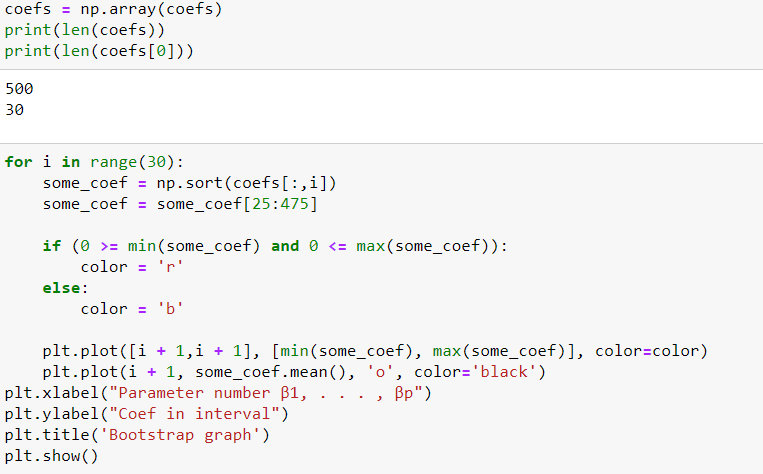 coefs = np.array(coefs)
print(len(coefs))
print(len(coefs[0]))
500
30
for i in range(30):
    some_coef = np.sort(coefs[:,i])
    some_coef = some_coef[25:475]
    if (0 >= min(some_coef) and 0 <= max(some_coef)):
        color = 'r'
    else:
        color = 'b'
    plt.plot([i + 1,i + 1], [min(some_coef), max(some_coef)], color=color)
    plt.plot(i + 1, some_coef.mean(), 'o', color='black')
plt.xlabel("Parameter number β1, . . . , βp")
plt.ylabel("Coef in interval")
plt.title('Bootstrap graph')
plt.show()